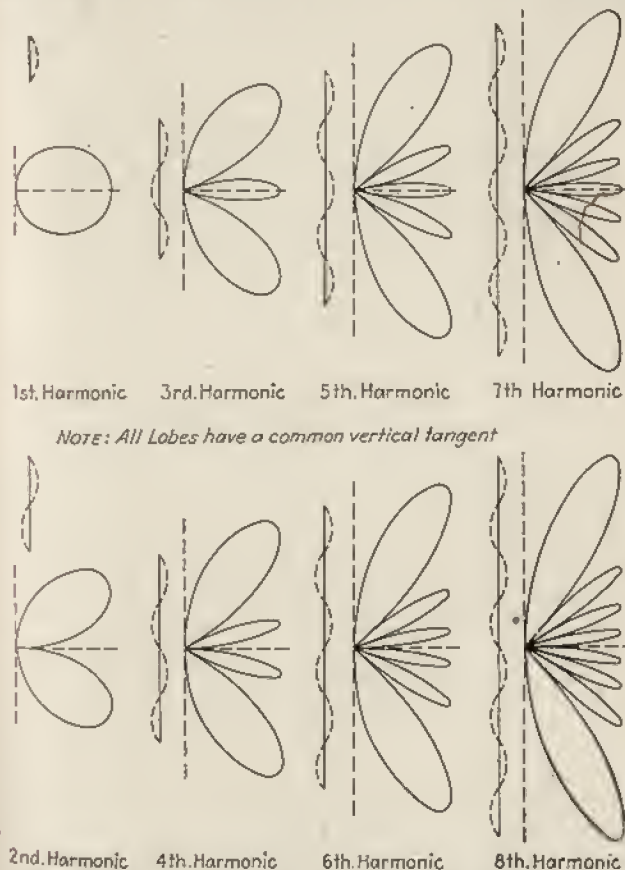 1st. Harmonic 3rd. Harmonic 5th. Harmonic 7th Harmonic
NOTE: All Lobes have a common vertical tangent
2nd. Harmonic 4th. Harmonic 6th. Harmonic 8th. Harmonic